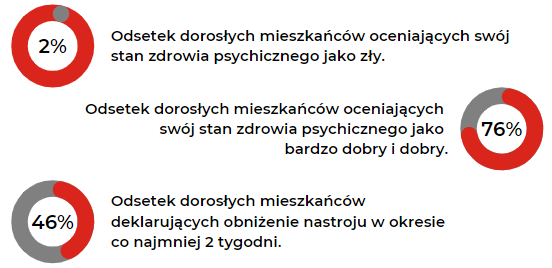 2%
Odsetek dorosłych mieszkańców oceniających swój
stan zdrowia psychicznego jako zły.
Odsetek dorosłych mieszkańców oceniających
swój stan zdrowia psychicznego jako
bardzo dobry i dobry.
76%
46%
Odsetek dorosłych mieszkańców
deklarujących obniżenie nastroju w okresie
co najmniej 2 tygodni.